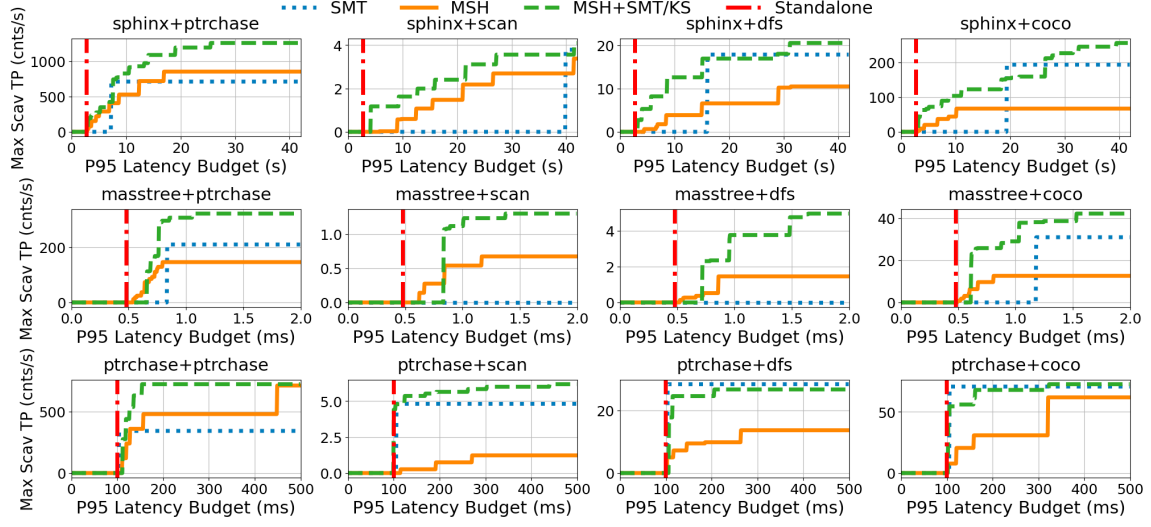 SMT MSH MSH+SMT/KS Standalone
sphinx+ptrchase sphinx+scan sphinx+dfs sphinx+coco
Max Scav TP (cnts/s)
1000
500
0
4
2
0
20
10
0
200
100
0
0 10 20 30 40 0 10 20 30 40 0 10 20 30 40 0 10 20 30 40
P95 Latency Budget (s) P95 Latency Budget (s) P95 Latency Budget (s) P95 Latency Budget (s)
masstree+ptrchase masstree+scan masstree+dfs masstree+coco
Max Scav TP (cnts/s)
200
0
1.0
0.5
0.0
4
2
0
40
20
0
0.0 0.5 1.0 1.5 2.0 0.0 0.5 1.0 1.5 2.0 0.0 0.5 1.0 1.5 2.0 0.0 0.5 1.0 1.5 2.0
P95 Latency Budget (ms) P95 Latency Budget (ms) P95 Latency Budget (ms) P95 Latency Budget (ms)
ptrchase+ptrchase ptrchase+scan ptrchase+dfs ptrchase+coco
Max Scav TP (cnts/s)
500
0
5.0
2.5
0.0
20
0
50
0
0 100 200 300 400 500 0 100 200 300 400 500 0 100 200 300 400 500 0 100 200 300 400 500
P95 Latency Budget (ms) P95 Latency Budget (ms) P95 Latency Budget (ms) P95 Latency Budget (ms)